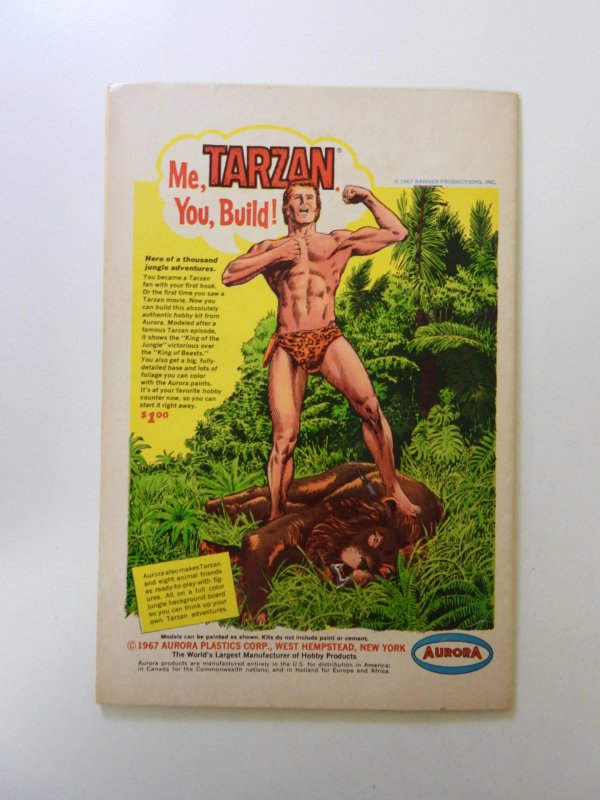 Me, TARZAN.®
You, Build!
© 1967 BANNER PRODUCTIONS, INC.
Hero of a thousand
jungle adventures.
You became a Tarzan
fan with your first book.
Or the first time you saw a
Tarzan movie. Now you
can build this absolutely
authentic hobby kit from
Aurora. Modeled after a
famous Tarzan episode,
it shows the "King of the
Jungle" victorious over
the "King of Beasts."
You also get a big, fully-
detailed base and lots of
foliage you can color
with the Aurora paints.
It's at your favorite hobby
counter now, so you can
start it right away.
$1.00
Aurora also makes Tarzan
and eight animal friends
as ready-to-play-with fig-
ures. All on a full color
jungle background board
so you can think up your
own Tarzan adventures.
Models can be painted as shown. Kits do not include paint or cement.
© 1967 AURORA PLASTICS CORP., WEST HEMPSTEAD, NEW YORK
The World's Largest Manufacturer of Hobby Products
Aurora products are manufactured entirely in the U.S. for distribution in America;
in Canada for the Commonwealth nations; and in Holland for Europe and Africa.
AURORA